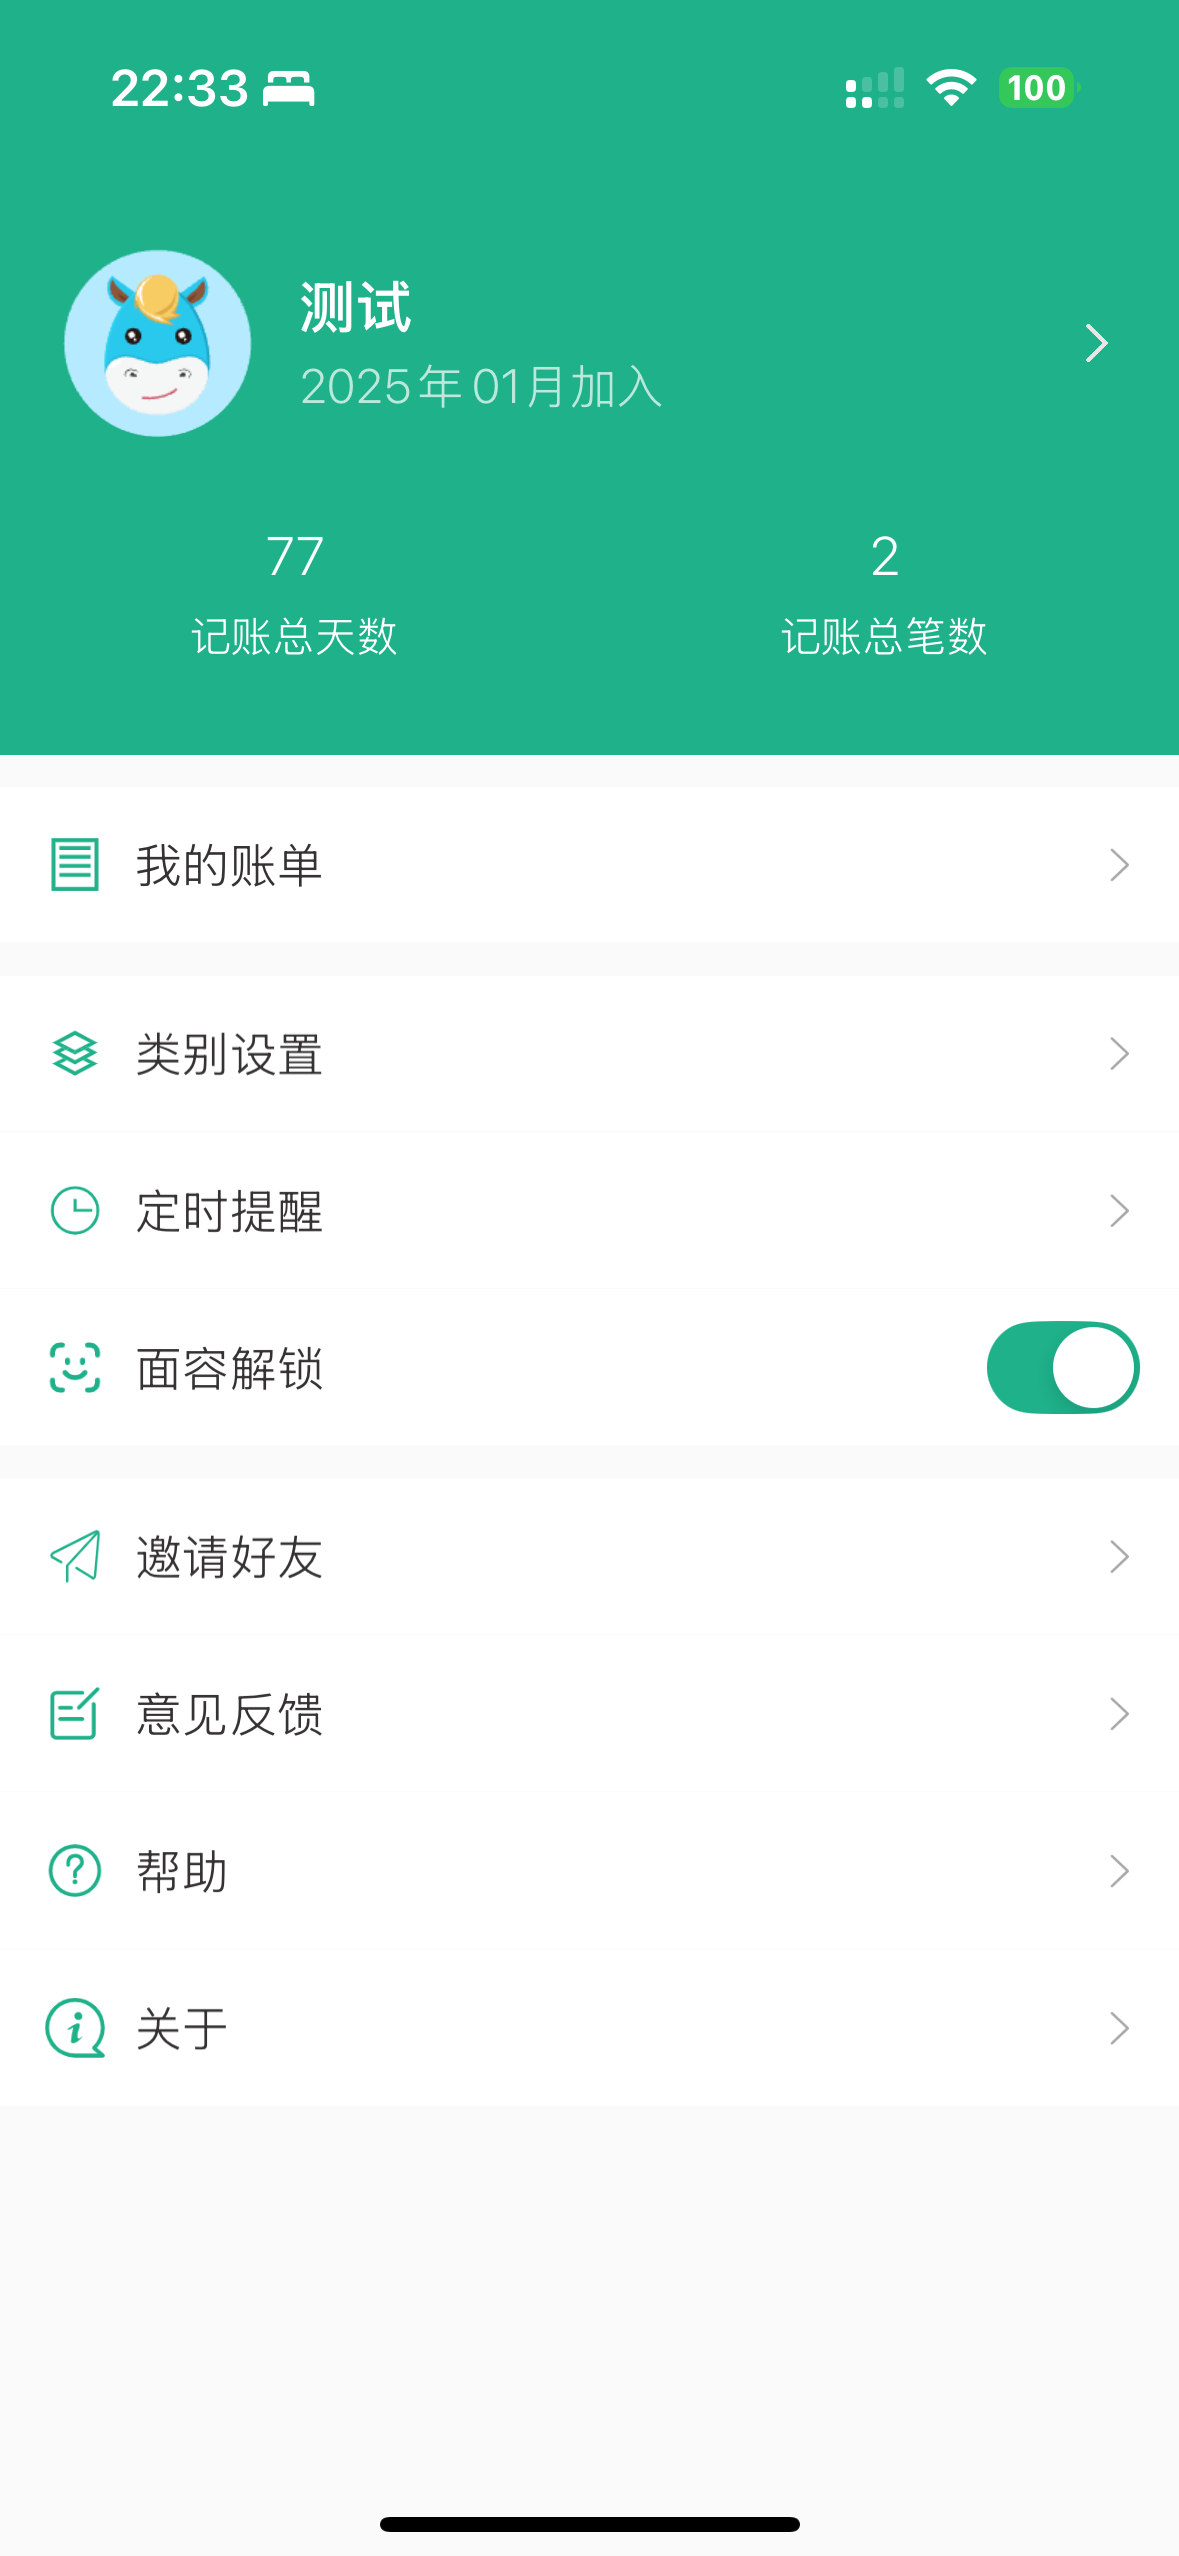 22:33
100
测试
2025年01月加入
77
2
记账总天数
记账总笔数
我的账单
类别设置
定时提醒
面容解锁
邀请好友
意见反馈
帮助
关于